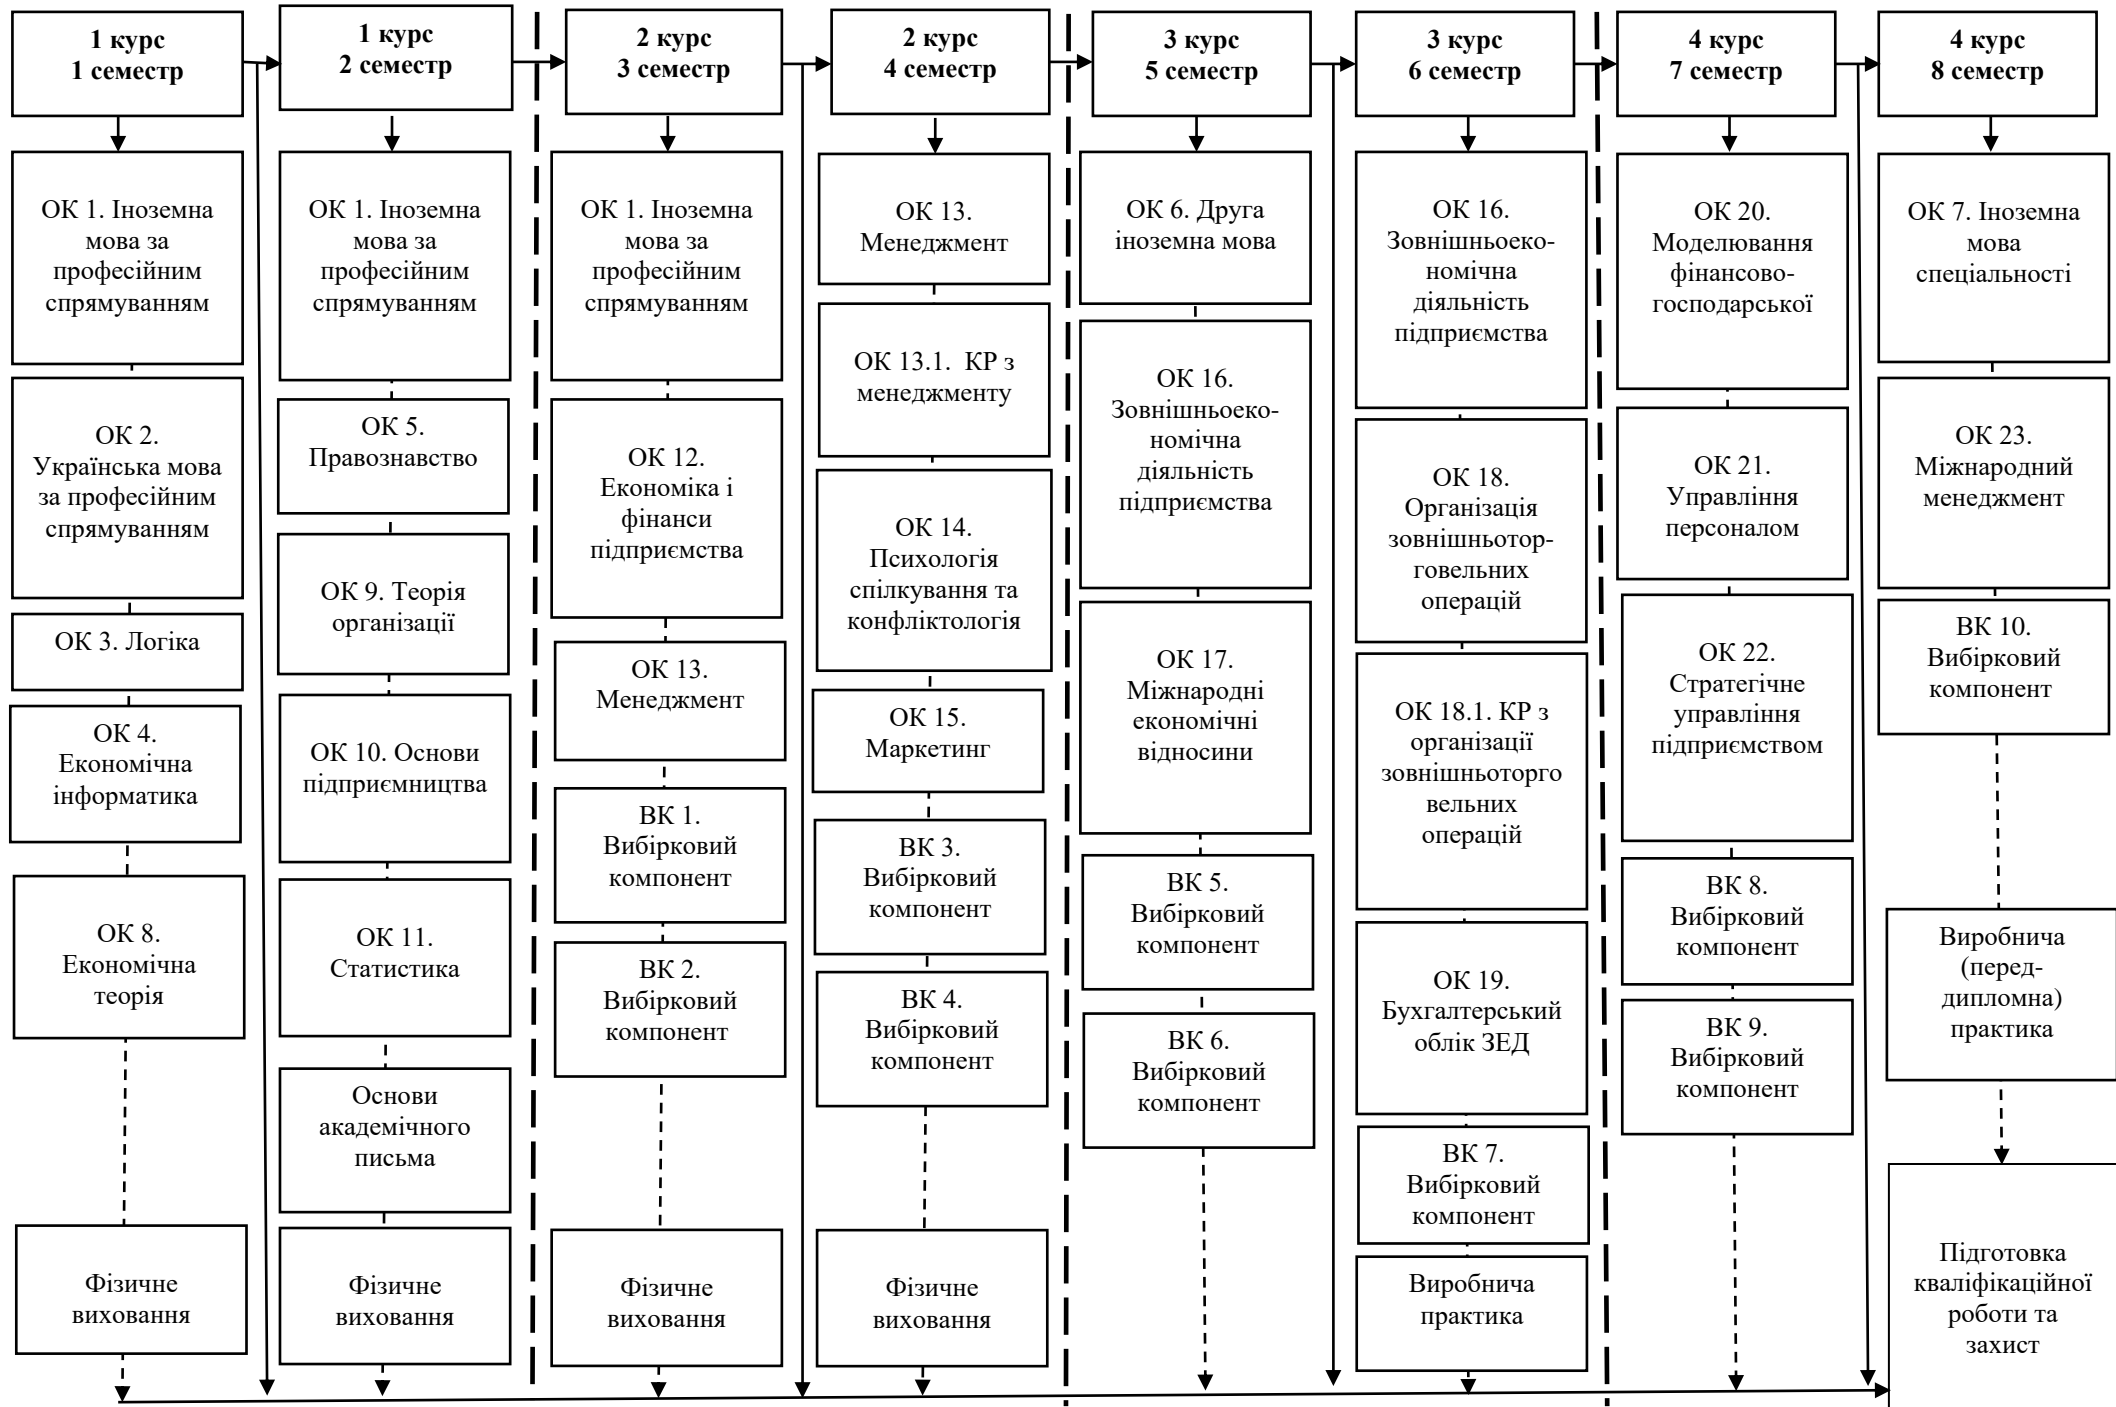 1 курс
1 семестр
1 курс
2 семестр
2 курс
3 семестр
2 курс
4 семестр
3 курс
5 семестр
3 курс
6 семестр
4 курс
7 семестр
4 курс
8 семестр
ОК 1. Іноземна
мова за
професійним
спрямуванням
ОК 2.
Українська мова
за професійним
спрямуванням
ОК 3. Логіка
ОК 4.
Економічна
інформатика
ОК 8.
Економічна
теорія
Фізичне
виховання
ОК 1. Іноземна
мова за
професійним
спрямуванням
ОК 5.
Правознавство
ОК 9. Теорія
організації
ОК 10. Основи
підприємництва
ОК 11.
Статистика
Основи
академічного
письма
Фізичне
виховання
ОК 1. Іноземна
мова за
професійним
спрямуванням
ОК 12.
Економіка і
фінанси
підприємства
ОК 13.
Менеджмент
ВК 1.
Вибірковий
компонент
ВК 2.
Вибірковий
компонент
Фізичне
виховання
ОК 13.
Менеджмент
ОК 13.1. КР з
менеджменту
ОК 14.
Психологія
спілкування та
конфліктологія
ОК 15.
Маркетинг
ВК 3.
Вибірковий
компонент
ВК 4.
Вибірковий
компонент
Фізичне
виховання
ОК 6. Друга
іноземна мова
ОК 16.
Зовнішньоеко-
номічна
діяльність
підприємства
ОК 17.
Міжнародні
економічні
відносини
ВК 5.
Вибірковий
компонент
ВК 6.
Вибірковий
компонент
ОК 16.
Зовнішньоеко-
номічна
діяльність
підприємства
ОК 18.
Організація
зовнішньотор-
говельних
операцій
ОК 18.1. КР з
організації
зовнішньоторго
вельних
операцій
ОК 19.
Бухгалтерський
облік ЗЕД
ВК 7.
Вибірковий
компонент
Виробнича
практика
ОК 20.
Моделювання
фінансово-
господарської
ОК 21.
Управління
персоналом
ОК 22.
Стратегічне
управління
підприємством
ВК 8.
Вибірковий
компонент
ВК 9.
Вибірковий
компонент
ОК 7. Іноземна
мова
спеціальності
ОК 23.
Міжнародний
менеджмент
ВК 10.
Вибірковий
компонент
Виробнича
(перед-
дипломна)
практика
Підготовка
кваліфікаційної
роботи та
захист